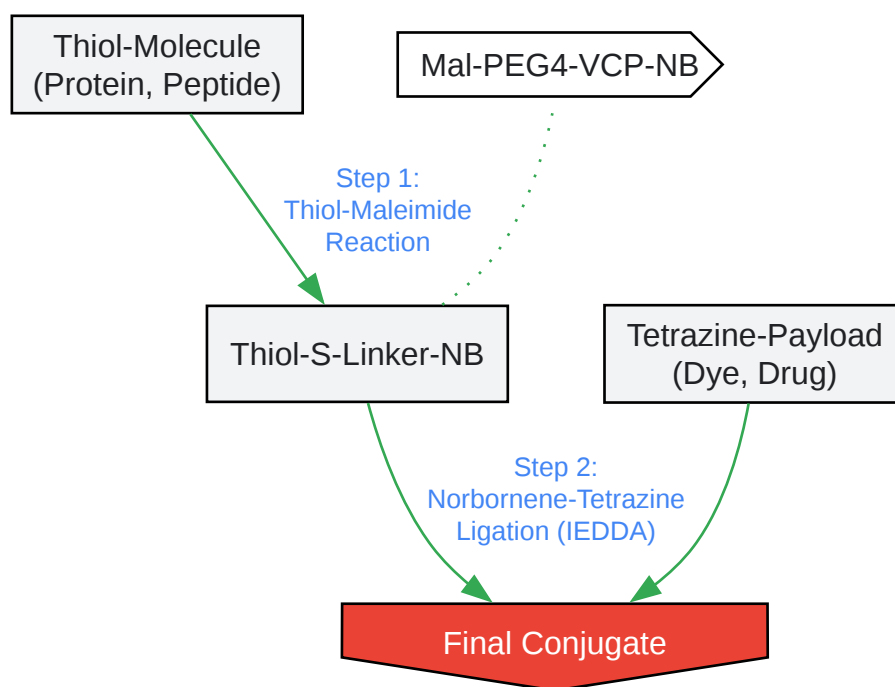 Thiol-Molecule
(Protein, Peptide)
Mal-PEG4-VCP-NB
Step 1:
Thiol-Maleimide
Reaction
Thiol-S-Linker-NB
Tetrazine-Payload
(Dye, Drug)
Step 2:
Norbornene-Tetrazine
Ligation (IEDDA)
Final Conjugate